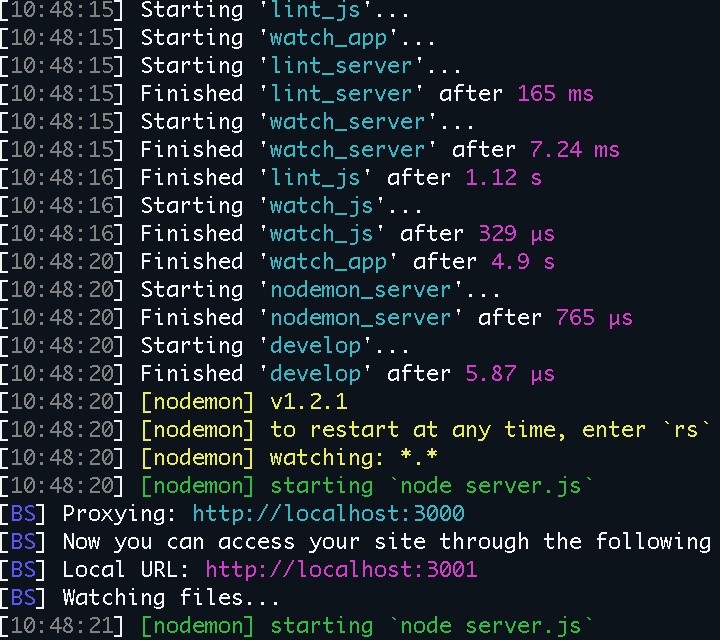 [10:48:15] Starting 'lint_js'...
[10:48:15] Starting 'watch_app'...
[10:48:15] Starting 'lint_server'...
[10:48:15] Finished 'lint_server' after 165 ms
[10:48:15] Starting 'watch_server'...
[10:48:15] Finished 'watch_server' after 7.24 ms
[10:48:16] Finished 'lint_js' after 1.12 s
[10:48:16] Starting 'watch_js'...
[10:48:16] Finished 'watch_js' after 329 μs
[10:48:20] Finished 'watch_app' after 4.9 s
[10:48:20] Starting 'nodemon_server'...
[10:48:20] Finished 'nodemon_server' after 765 μs
[10:48:20] Starting 'develop'...
[10:48:20] Finished 'develop' after 5.87 μs
[10:48:20] [nodemon] v1.2.1
[10:48:20] [nodemon] to restart at any time, enter `rs`
[10:48:20] [nodemon] watching: *.*
[10:48:20] [nodemon] starting `node server.js`
[BS] Proxying: http://localhost:3000
[BS] Now you can access your site through the following
[BS] Local URL: http://localhost:3001
[BS] Watching files...
[10:48:21] [nodemon] starting `node server.js`